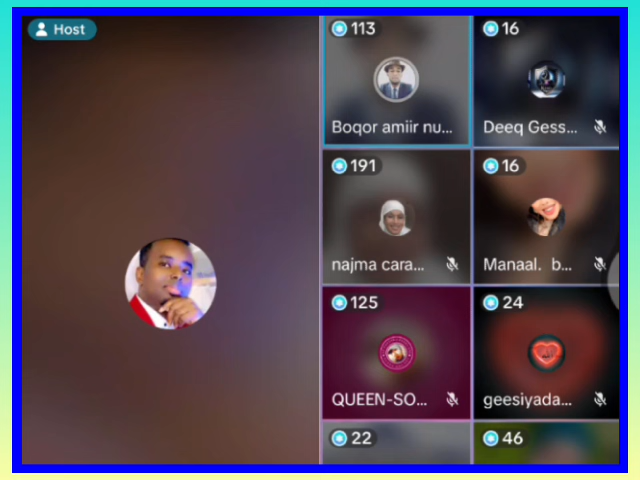 Host
113
Boqor amiir nu...
16
Deeq Gess...
191
najma cara...
16
Manaal. b...
125
QUEEN-SO...
24
geesiyada...
22
46